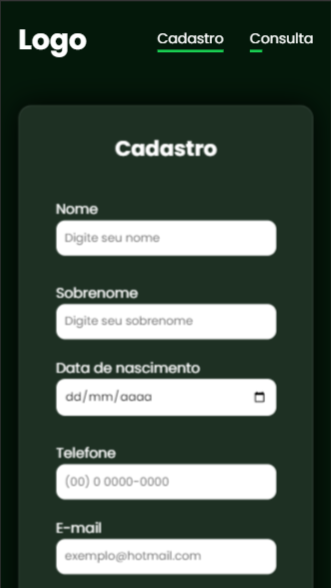 Logo
Cadastro
Consulta
Cadastro
Nome
Digite seu nome
Sobrenome
Digite seu sobrenome
Data de nascimento
dd/mm/aaaa
Telefone
(00) 0 0000-0000
E-mail
exemplo@hotmail.com